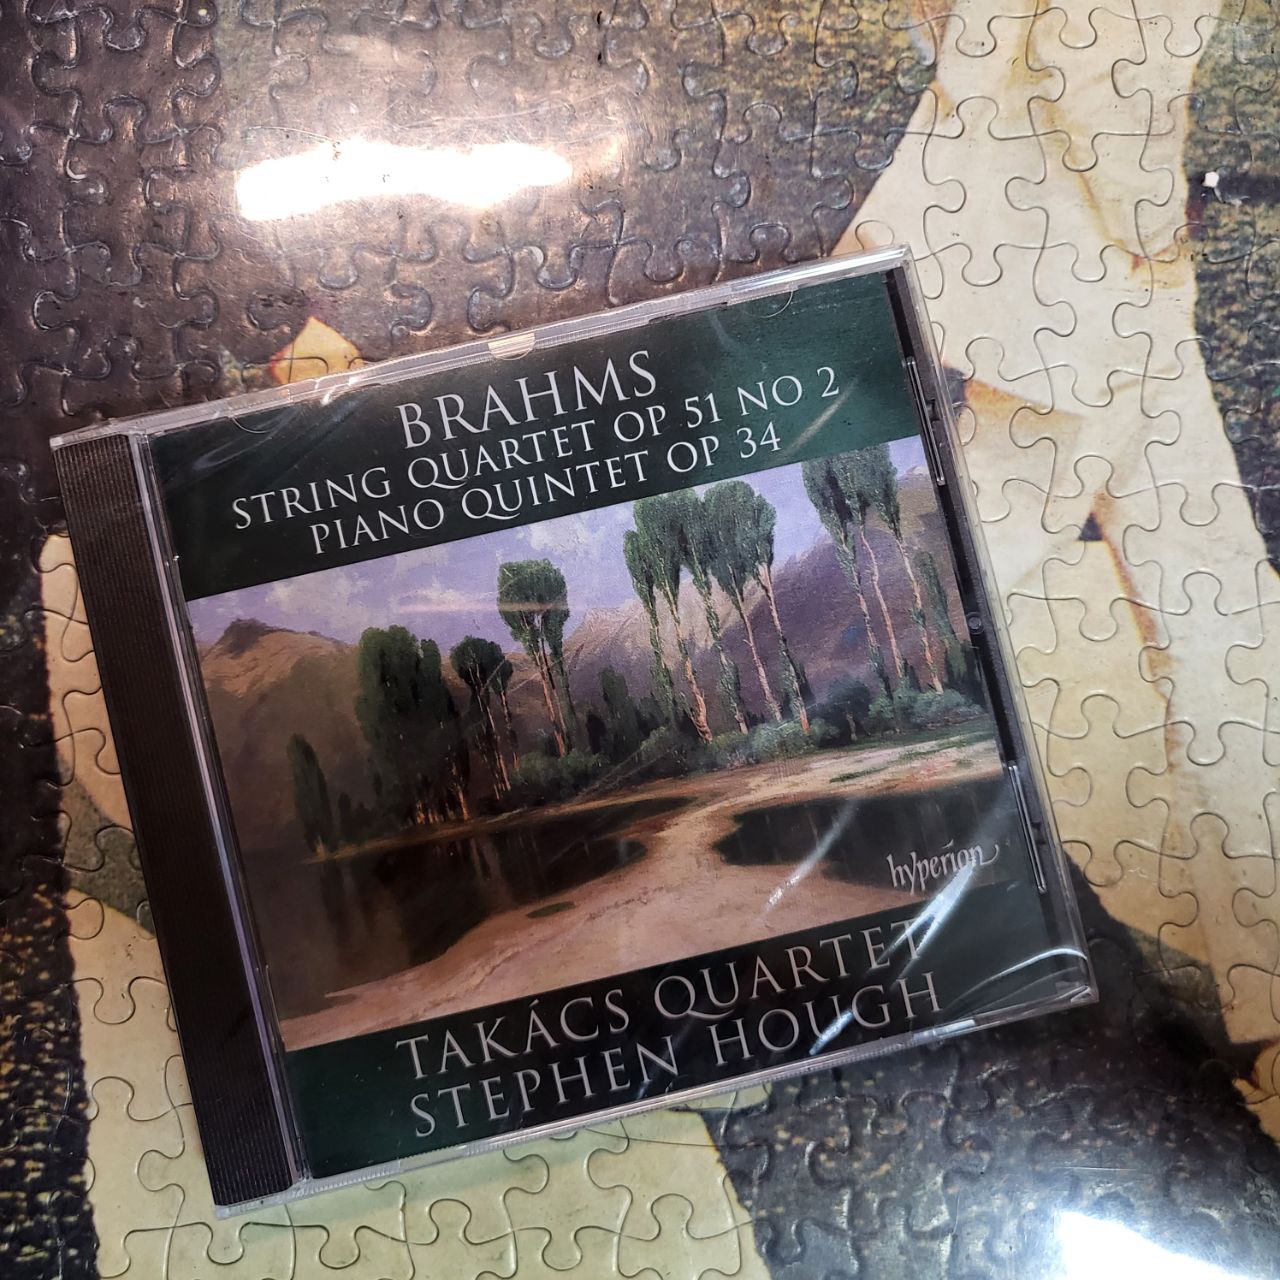 BRAHMS
STRING QUARTET OP 51 NO 2
PIANO QUINTET OP 34
hyperion
TAKÁCS QUARTET
STEPHEN HOUGH